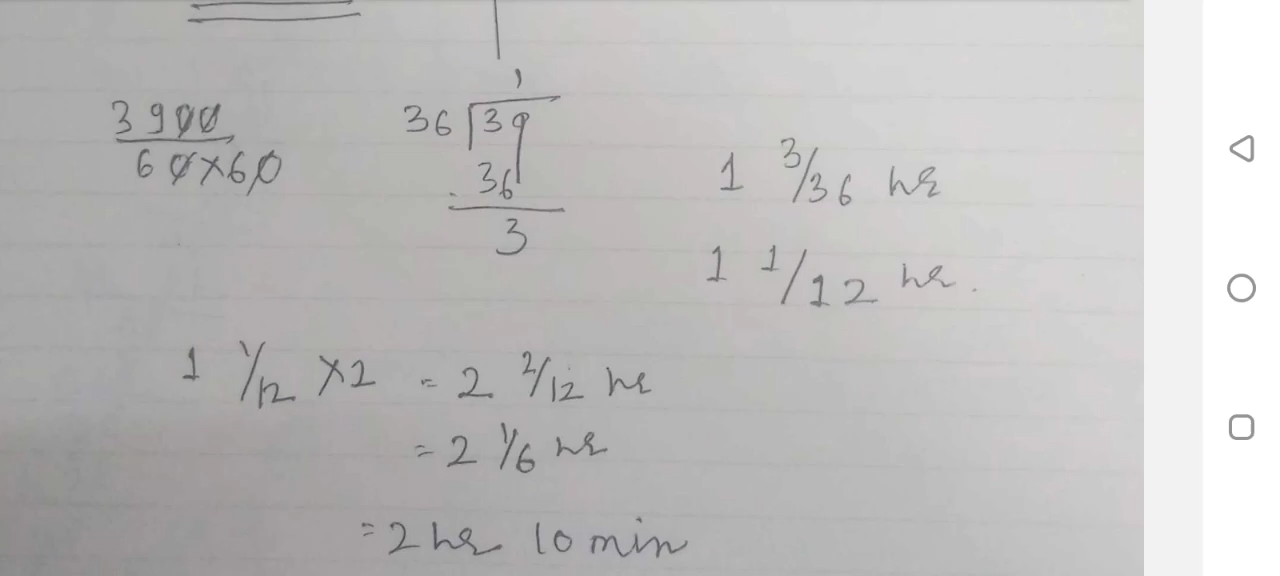 3900
60×60
1
36 39
36
3
1 3/36 hr
1 1/12 hr.
1 1/12 ×2 = 2 2/12 hr
= 2 1/6 hr
= 2 hr 10 min